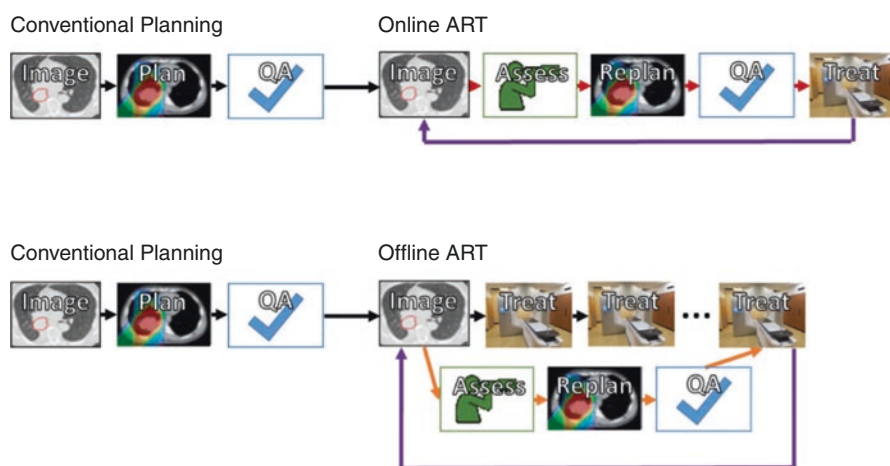 Conventional Planning
Online ART
Image
Plan
QA
Image
Assess
Replan
QA
Treat
Conventional Planning
Offline ART
Image
Plan
QA
Image
Treat
Treat
Treat
Assess
Replan
QA